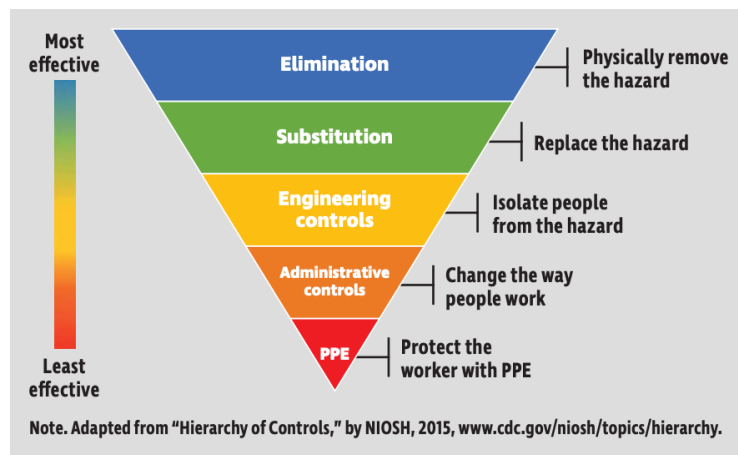 Most
effective
Elimination
Physically remove
the hazard
Substitution
Replace the hazard
Engineering
controls
Isolate people
from the hazard
Administrative
controls
Change the way
people work
PPE
Protect the
worker with PPE
Least
effective
Note. Adapted from “Hierarchy of Controls,” by NIOSH, 2015, www.cdc.gov/niosh/topics/hierarchy.